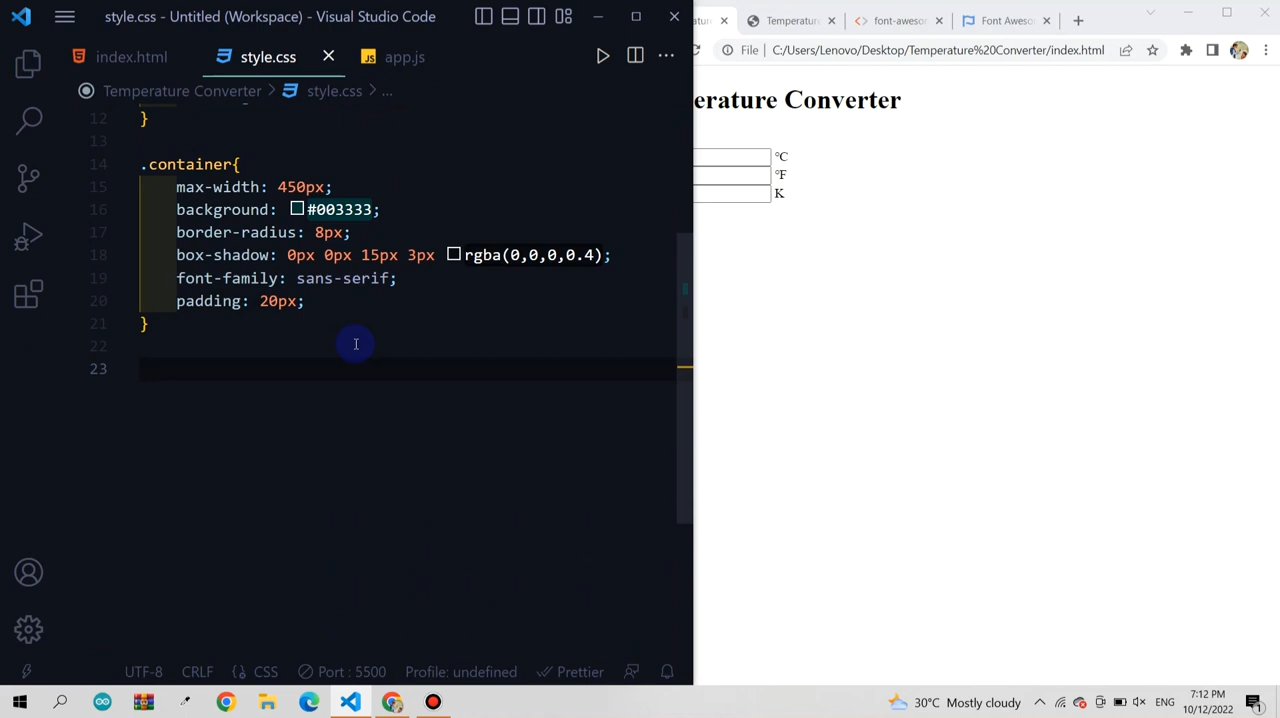 style.css - Untitled (Workspace) - Visual Studio Code
index.html
style.css
app.js
Temperature Converter > style.css > ...
12 }
13
14 .container{
15 max-width: 450px;
16 background: #003333;
17 border-radius: 8px;
18 box-shadow: 0px 0px 15px 3px rgba(0,0,0,0.4);
19 font-family: sans-serif;
20 padding: 20px;
21 }
22
23
UTF-8 CRLF {} CSS Port : 5500 Profile: undefined Prettier
Temperatur
font-awesor
Font Aweso
File C:/Users/Lenovo/Desktop/Temperature%20Converter/index.html
erature Converter
°C
°F
K
30°C Mostly cloudy
ENG
7:12 PM
10/12/2022
1